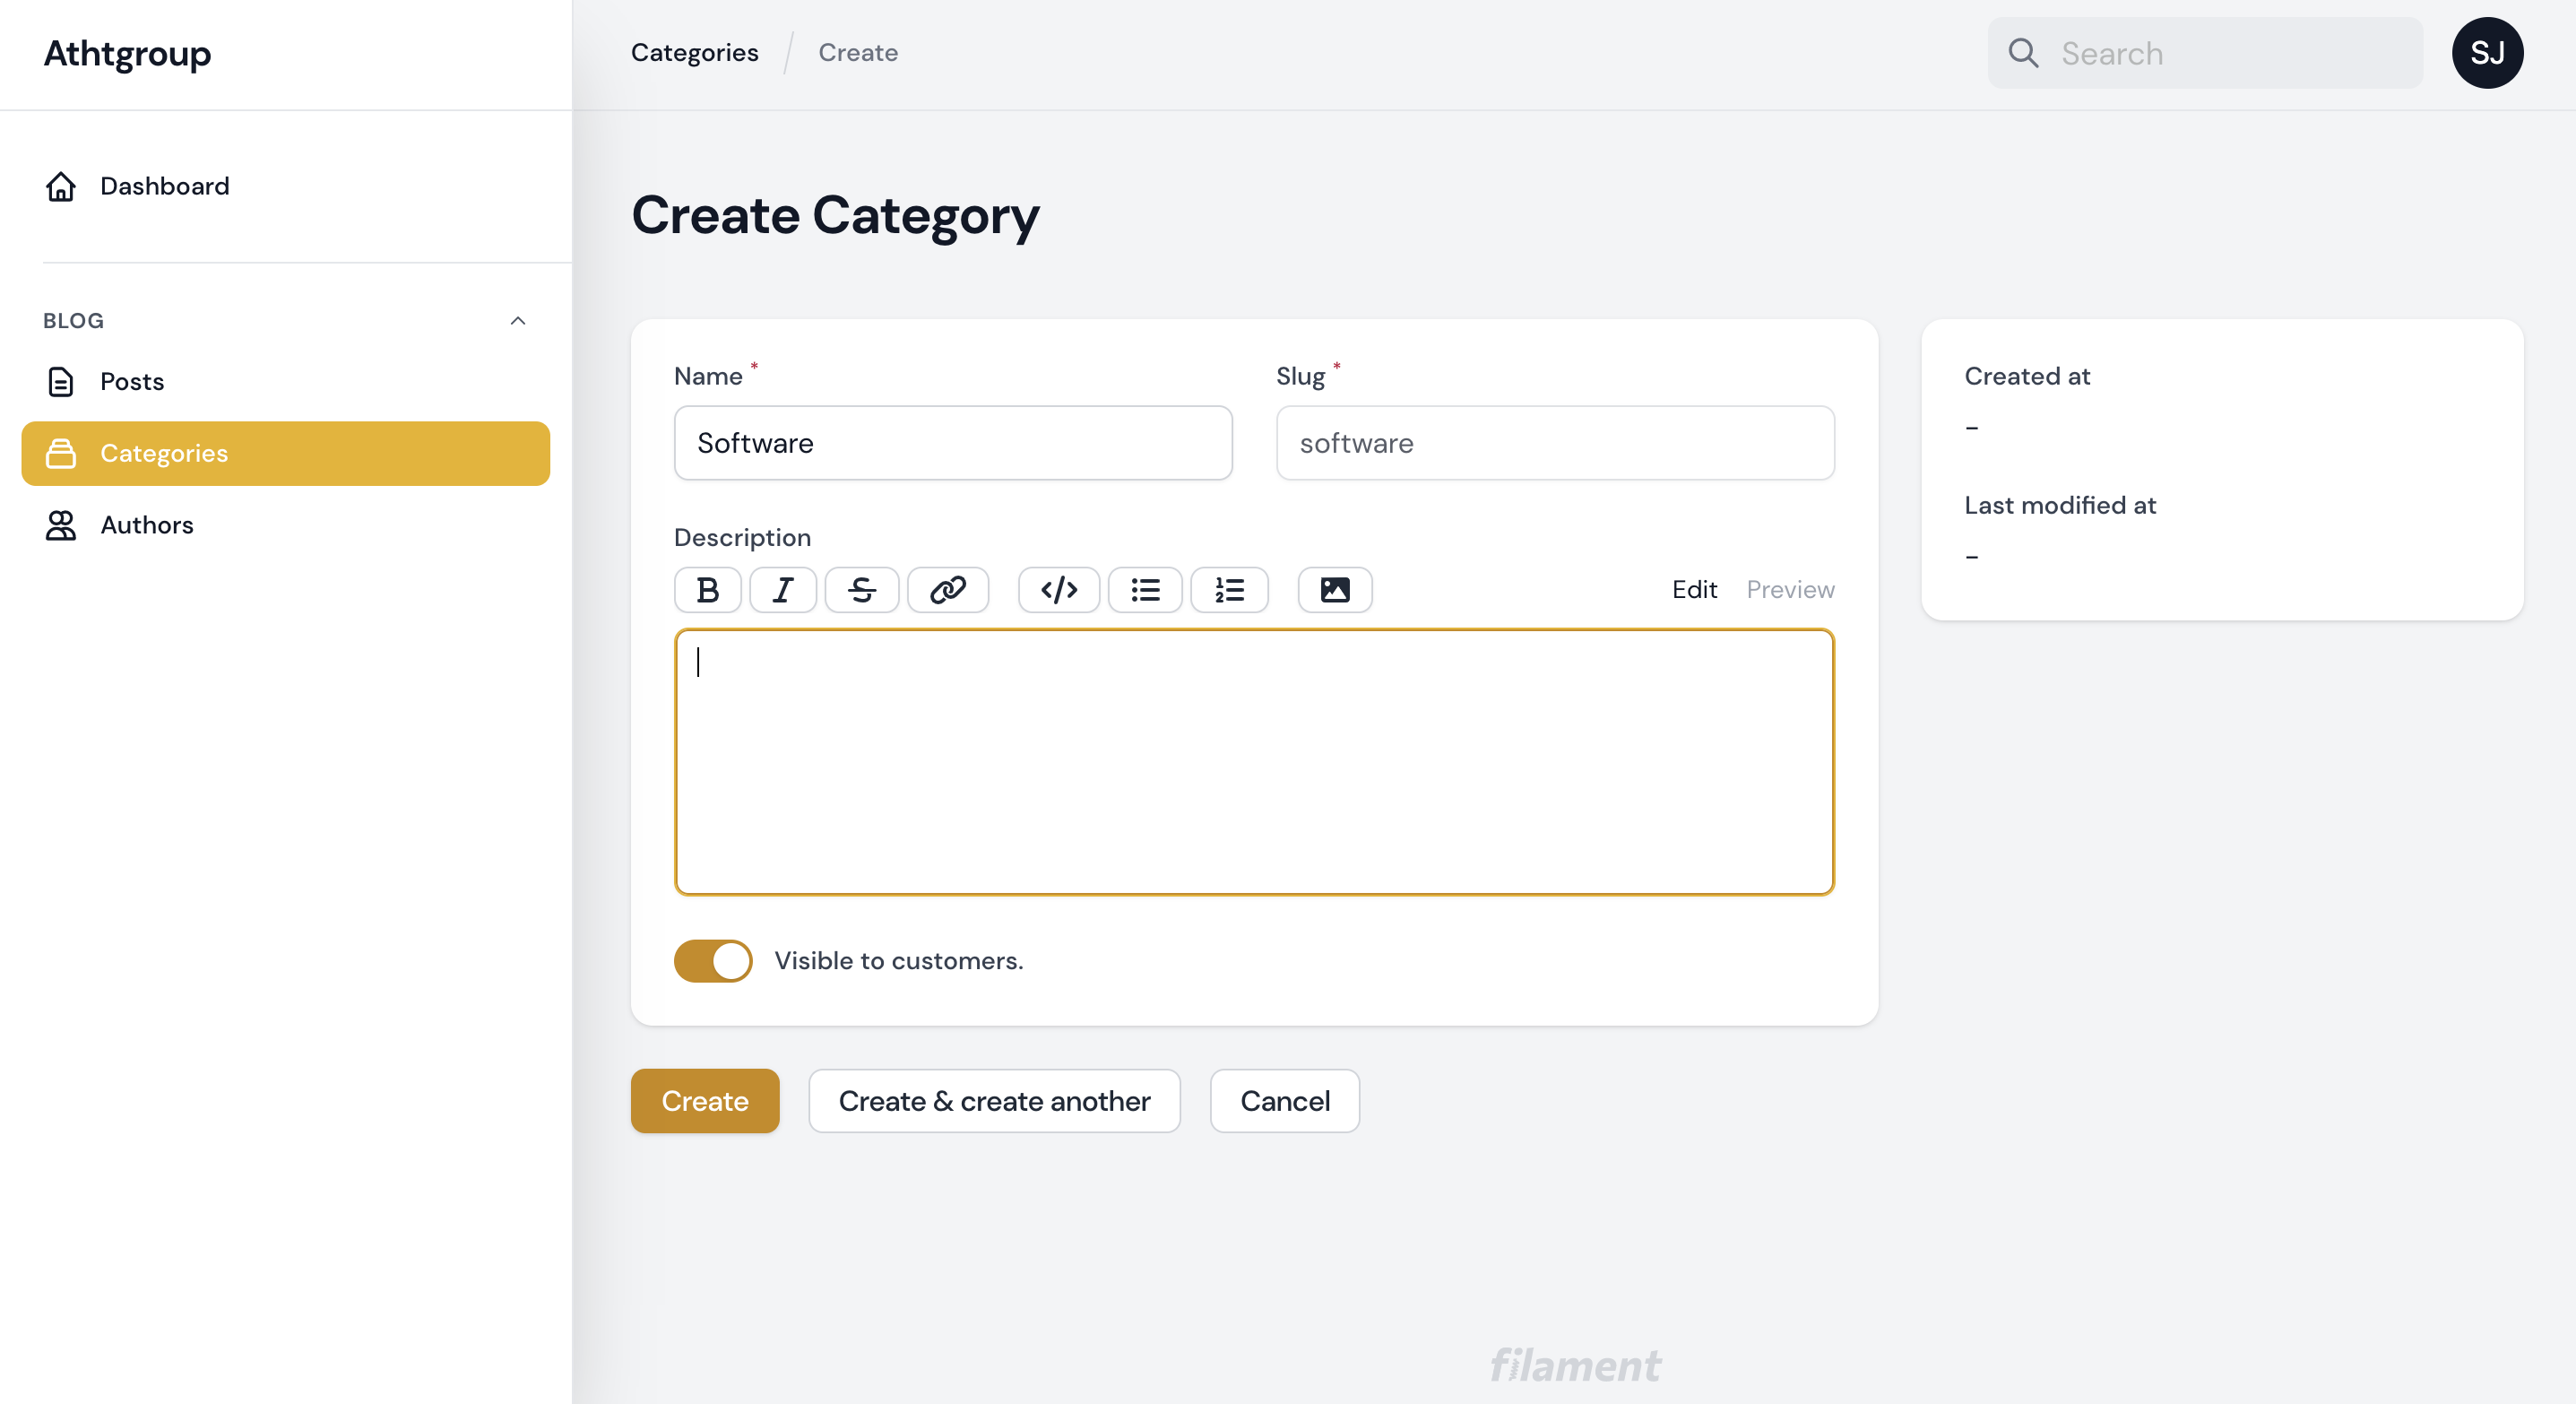 Athtgroup
Categories / Create
Search
SJ
Dashboard
BLOG
Posts
Categories
Authors
Create Category
Name *
Slug *
Software
software
Description
Edit Preview
Visible to customers.
Create
Create & create another
Cancel
Created at
-
Last modified at
-
filament